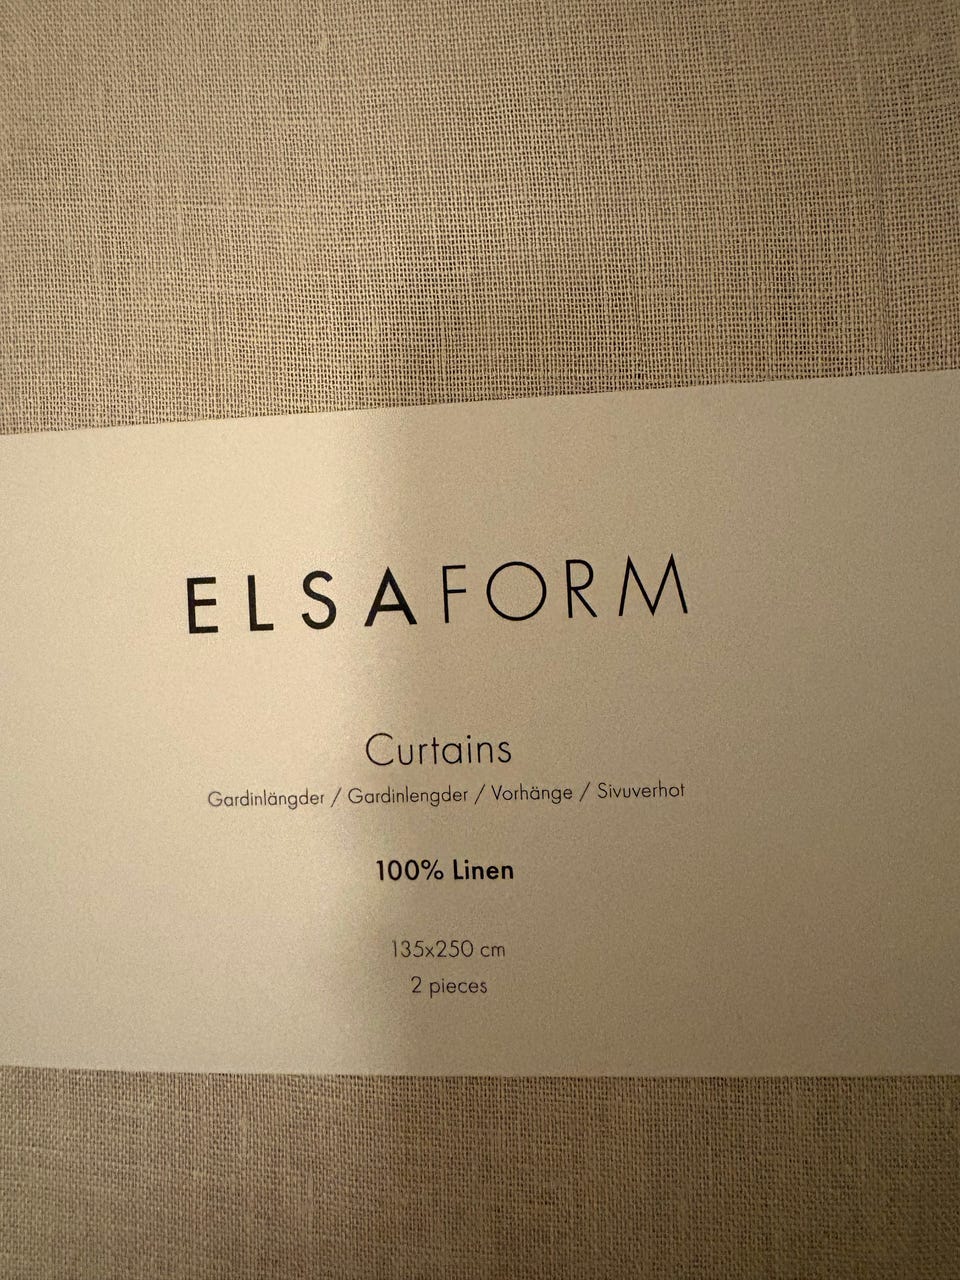 ELSAFORM
Curtains
Gardinlängder / Gardinlengder / Vorhänge / Sivuverhot
100% Linen
135x250 cm
2 pieces